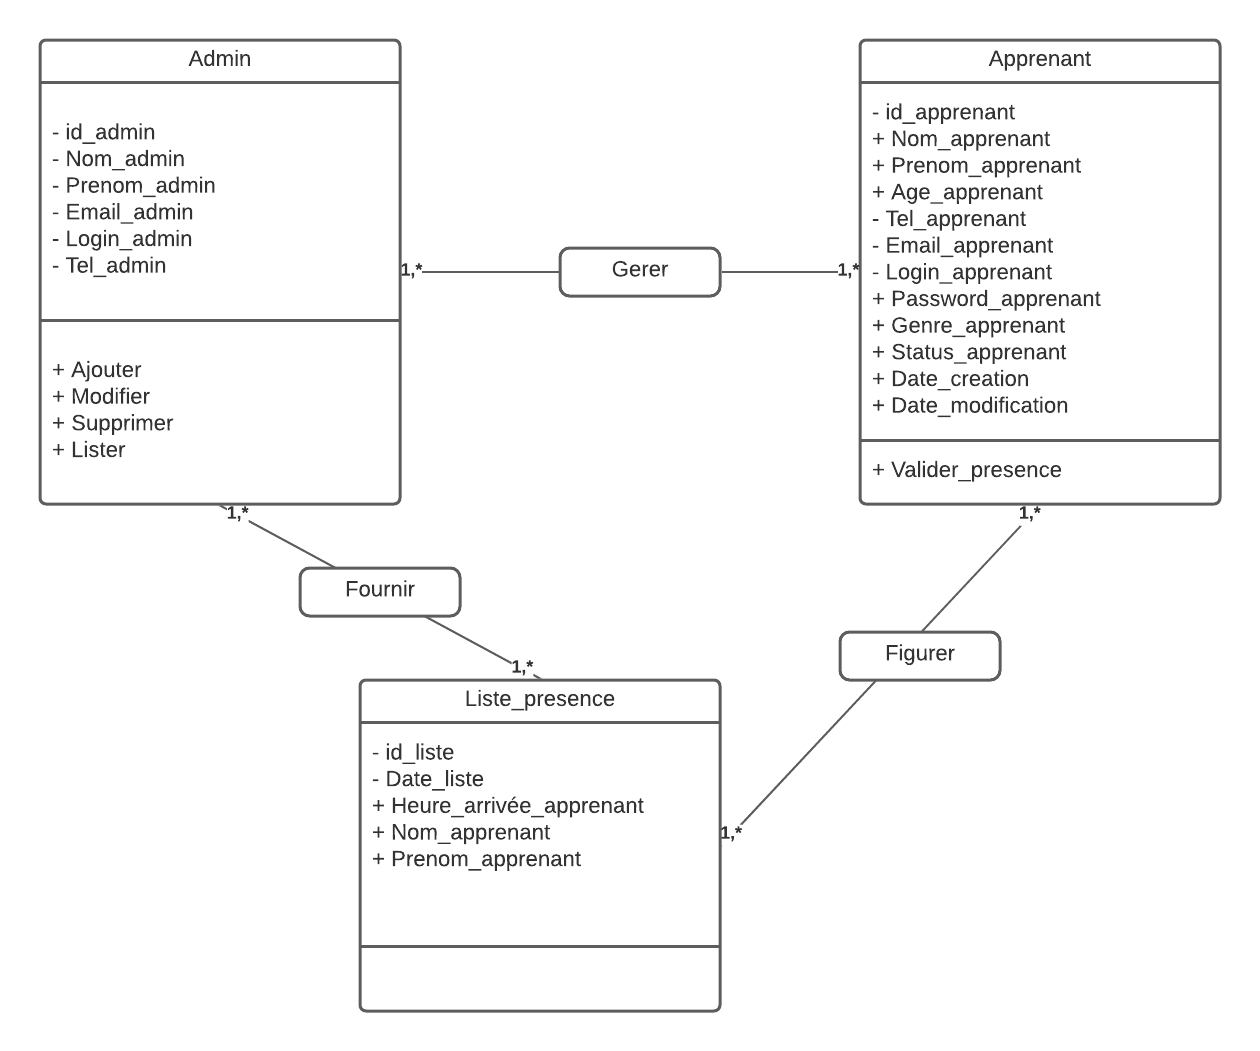 Admin
- id_admin
- Nom_admin
- Prenom_admin
- Email_admin
- Login_admin
- Tel_admin
+ Ajouter
+ Modifier
+ Supprimer
+ Lister
1,*
Gerer
1,*
Apprenant
- id_apprenant
+ Nom_apprenant
+ Prenom_apprenant
+ Age_apprenant
- Tel_apprenant
- Email_apprenant
- Login_apprenant
+ Password_apprenant
+ Genre_apprenant
+ Status_apprenant
+ Date_creation
+ Date_modification
+ Valider_presence
1,*
Fournir
1,*
1,*
Figurer
1,*
Liste_presence
- id_liste
- Date_liste
+ Heure_arrivée_apprenant
+ Nom_apprenant
+ Prenom_apprenant